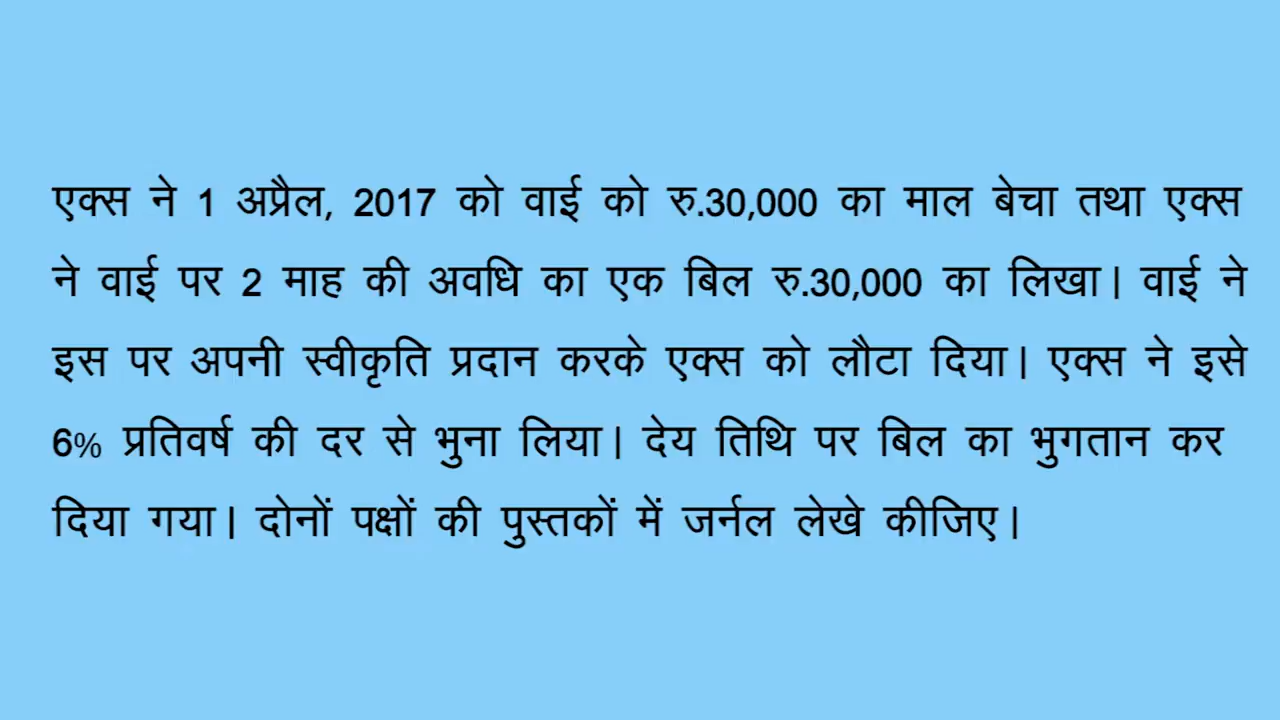 एक्स ने 1 अप्रैल, 2017 को वाई को रु.30,000 का माल बेचा तथा एक्स
ने वाई पर 2 माह की अवधि का एक बिल रु.30,000 का लिखा| वाई ने
इस पर अपनी स्वीकृति प्रदान करके एक्स को लौटा दिया| एक्स ने इसे
6% प्रतिवर्ष की दर से भुना लिया| देय तिथि पर बिल का भुगतान कर
दिया गया| दोनों पक्षों की पुस्तकों में जर्नल लेखे कीजिए|